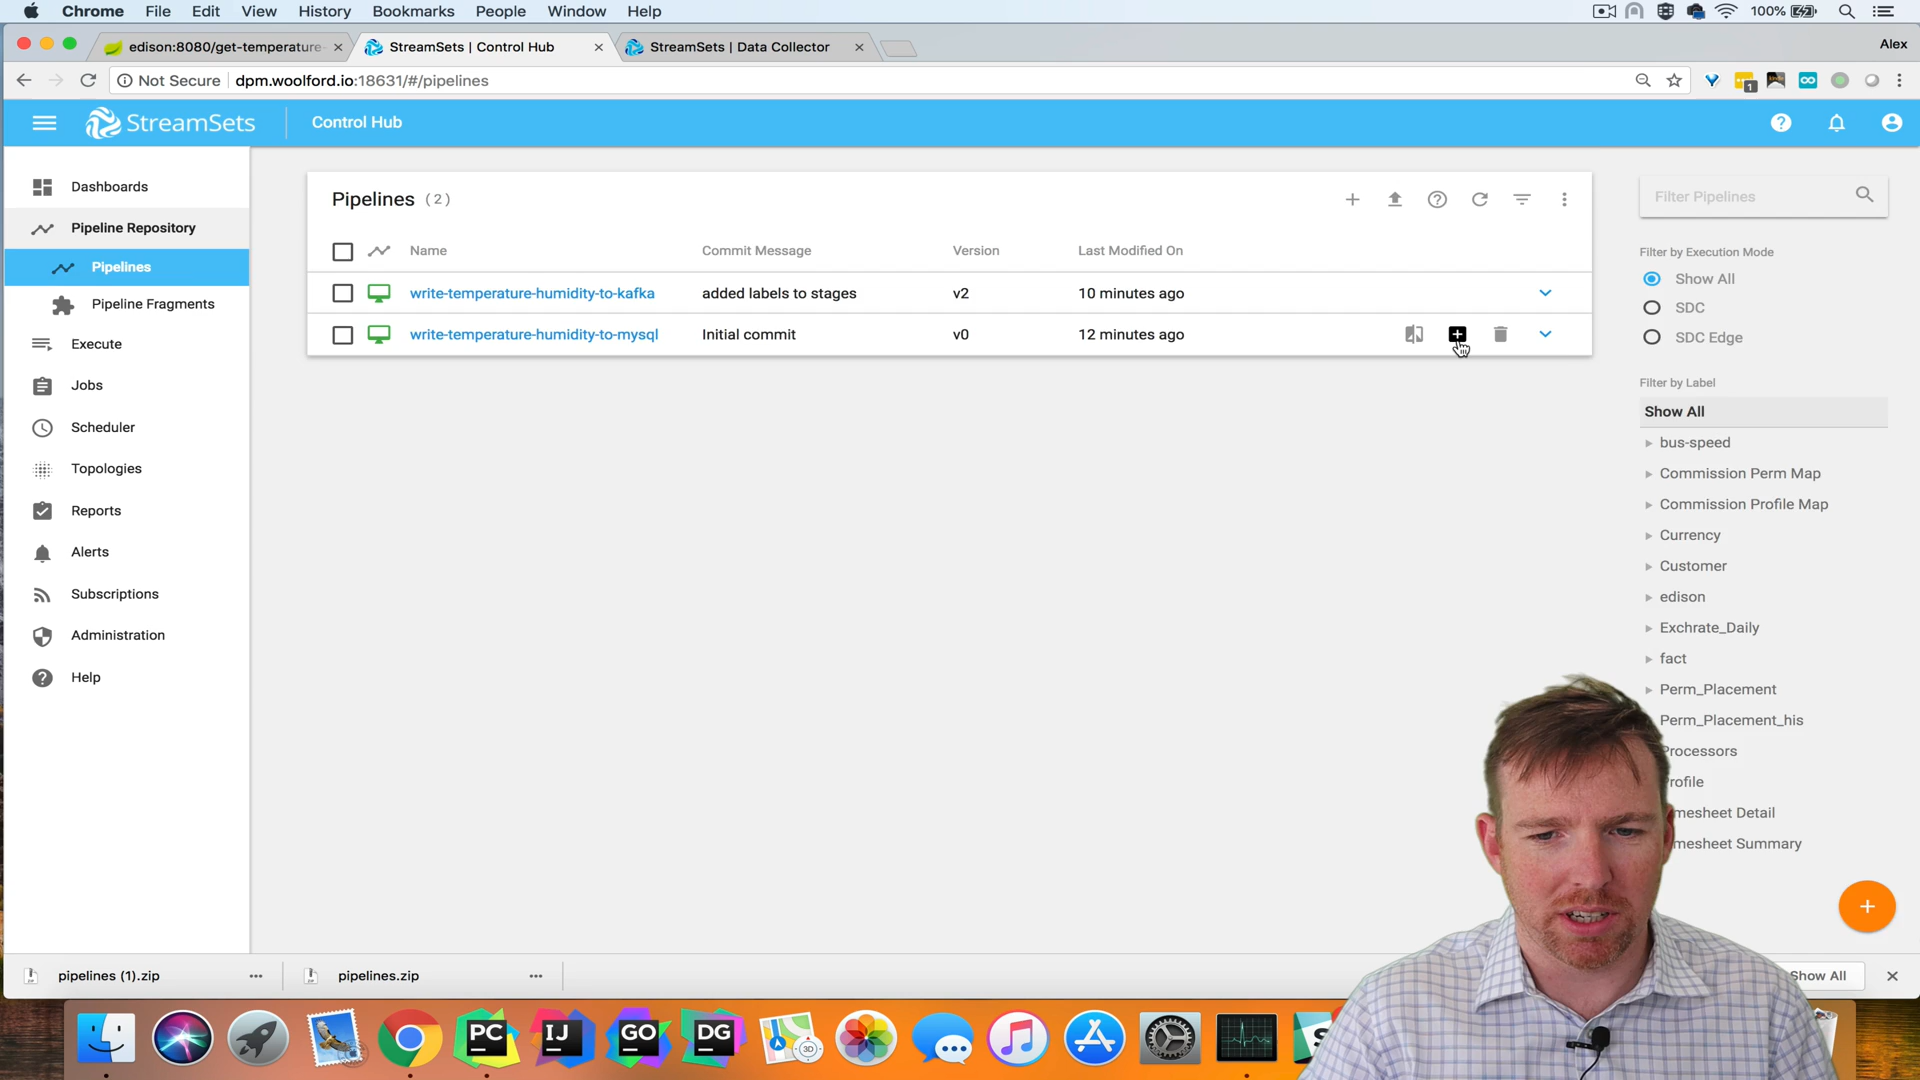 Chrome File Edit View History Bookmarks People Window Help 100%
edison:8080/get-temperature- StreamSets | Control Hub StreamSets | Data Collector Alex
Not Secure dpm.woolford.io:18631/#/pipelines 1
StreamSets Control Hub
Dashboards
Pipeline Repository
Pipelines
Pipeline Fragments
Execute
Jobs
Scheduler
Topologies
Reports
Alerts
Subscriptions
Administration
Help
Pipelines (2)
Name Commit Message Version Last Modified On
write-temperature-humidity-to-kafka added labels to stages v2 10 minutes ago
write-temperature-humidity-to-mysql Initial commit v0 12 minutes ago
Filter Pipelines
Filter by Execution Mode
Show All
SDC
SDC Edge
Filter by Label
Show All
bus-speed
Commission Perm Map
Commission Profile Map
Currency
Customer
edison
Exchrate_Daily
fact
Perm_Placement
Perm_Placement_his
Processors
rofile
mesheet Detail
mesheet Summary
pipelines (1).zip pipelines.zip Show All
PC IJ GO DG 3D